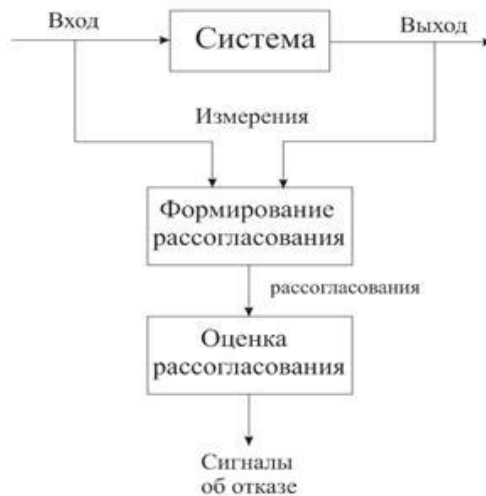 Вход
Система
Выход
Измерения
Формирование
рассогласования
рассогласования
Оценка
рассогласования
Сигналы
об отказе